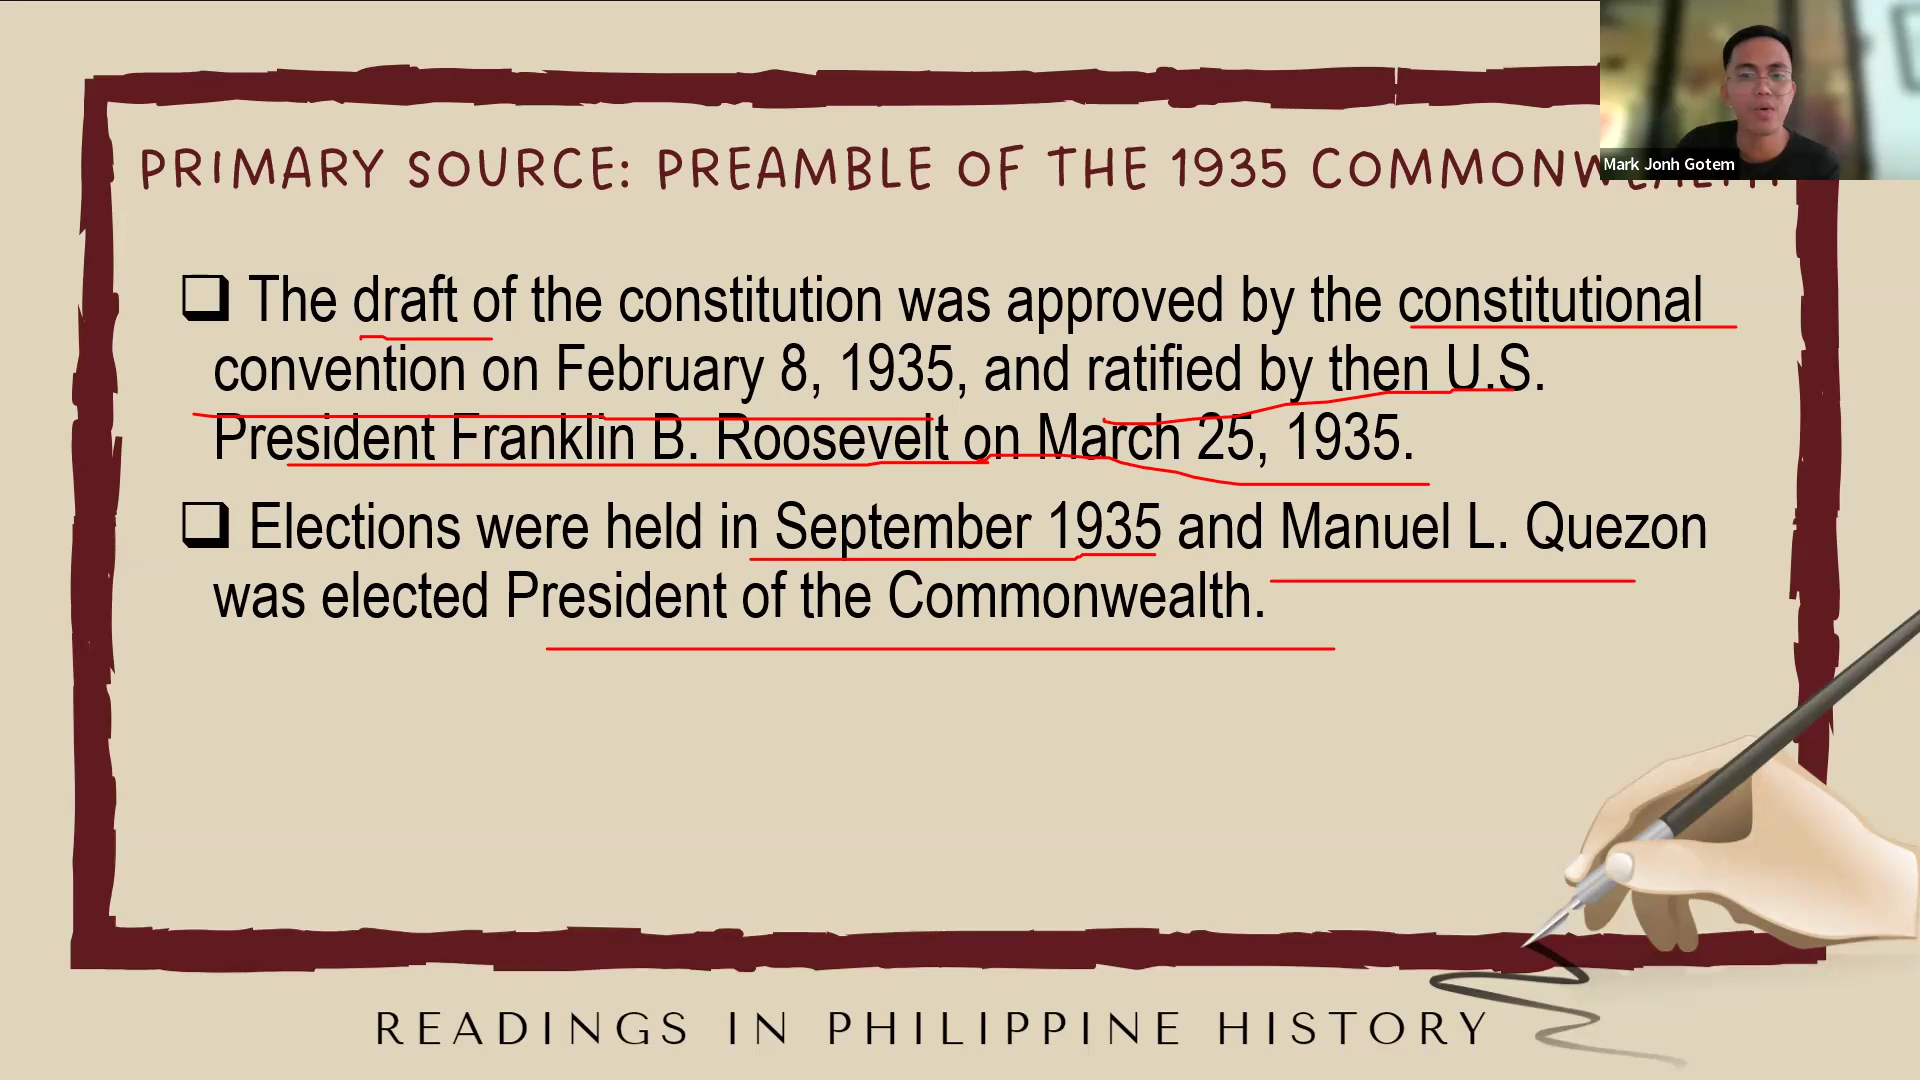 PRIMARY SOURCE: PREAMBLE OF THE 1935 COMMONWEALTH
Mark Jonh Gotem
The draft of the constitution was approved by the constitutional
convention on February 8, 1935, and ratified by then U.S.
President Franklin B. Roosevelt on March 25, 1935.
Elections were held in September 1935 and Manuel L. Quezon
was elected President of the Commonwealth.
READINGS IN PHILIPPINE HISTORY